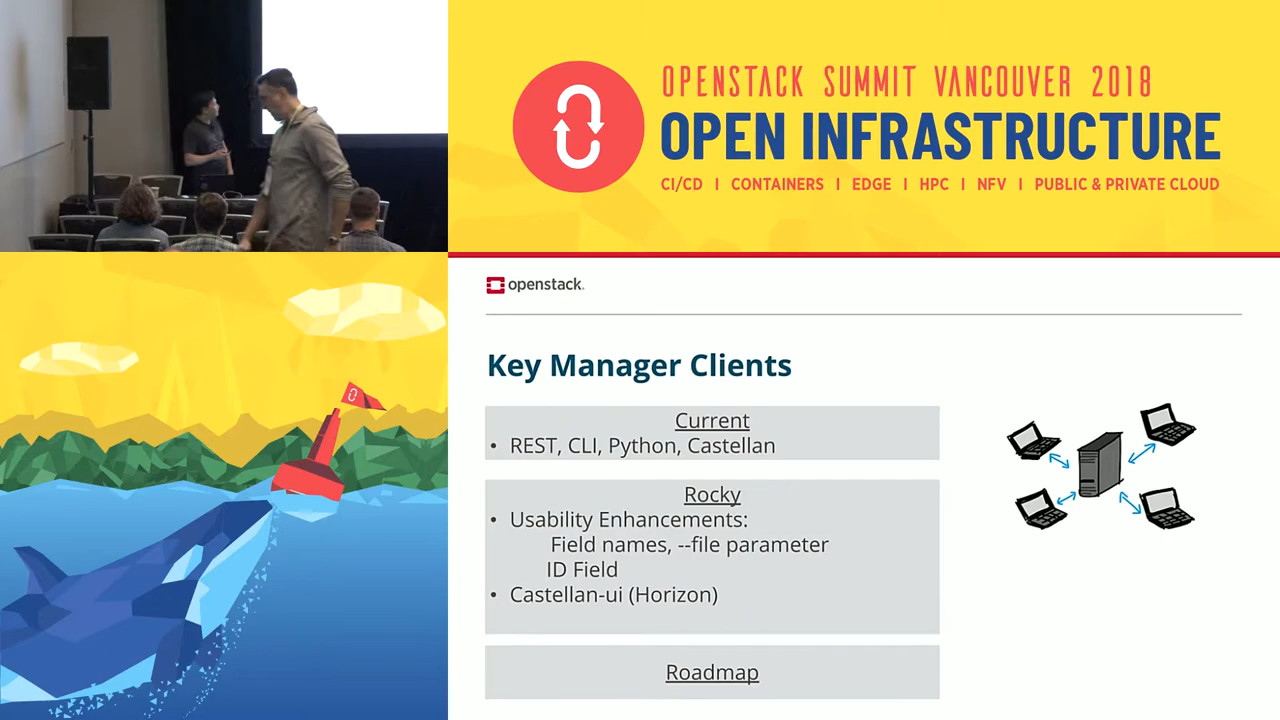 OPENSTACK SUMMIT VANCOUVER 2018
OPEN INFRASTRUCTURE
CI/CD | CONTAINERS | EDGE | HPC | NFV | PUBLIC & PRIVATE CLOUD
openstack.
Key Manager Clients
Current
• REST, CLI, Python, Castellan
Rocky
• Usability Enhancements:
Field names, --file parameter
ID Field
• Castellan-ui (Horizon)
Roadmap